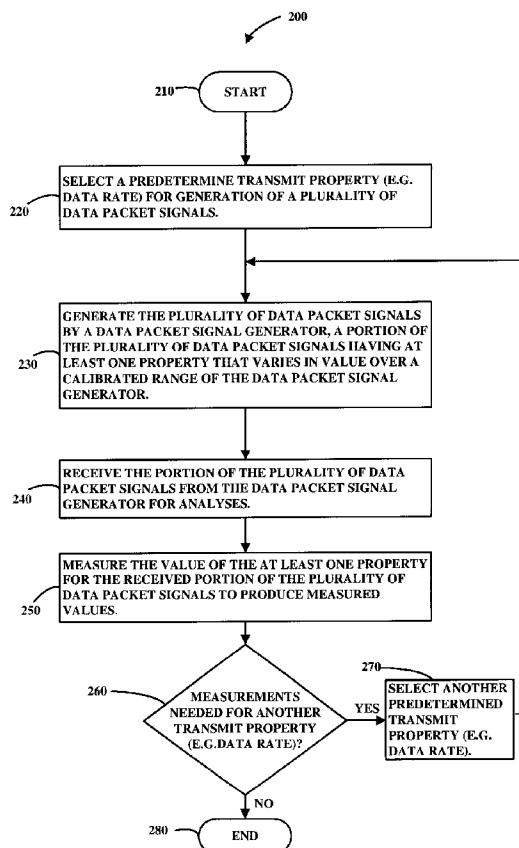 200
210
START
SELECT A PREDETERMINE TRANSMIT PROPERTY (E.G.
DATA RATE) FOR GENERATION OF A PLURALITY OF
DATA PACKET SIGNALS.
220
GENERATE THE PLURALITY OF DATA PACKET SIGNALS
BY A DATA PACKET SIGNAL GENERATOR, A PORTION OF
THE PLURALITY OF DATA PACKET SIGNALS HAVING AT
LEAST ONE PROPERTY THAT VARIES IN VALUE OVER A
CALIBRATED RANGE OF THE DATA PACKET SIGNAL
GENERATOR.
230
RECEIVE THE PORTION OF THE PLURALITY OF DATA
PACKET SIGNALS FROM THE DATA PACKET SIGNAL
GENERATOR FOR ANALYSES.
240
MEASURE THE VALUE OF THE AT LEAST ONE PROPERTY
FOR THE RECEIVED PORTION OF THE PLURALITY OF
DATA PACKET SIGNALS TO PRODUCE MEASURED
VALUES.
250
260
MEASUREMENTS
NEEDED FOR ANOTHER
TRANSMIT PROPERTY
(E.G.DATA RATE)?
YES
270
SELECT ANOTHER
PREDETERMINED
TRANSMIT
PROPERTY (E.G.
DATA RATE).
NO
280
END